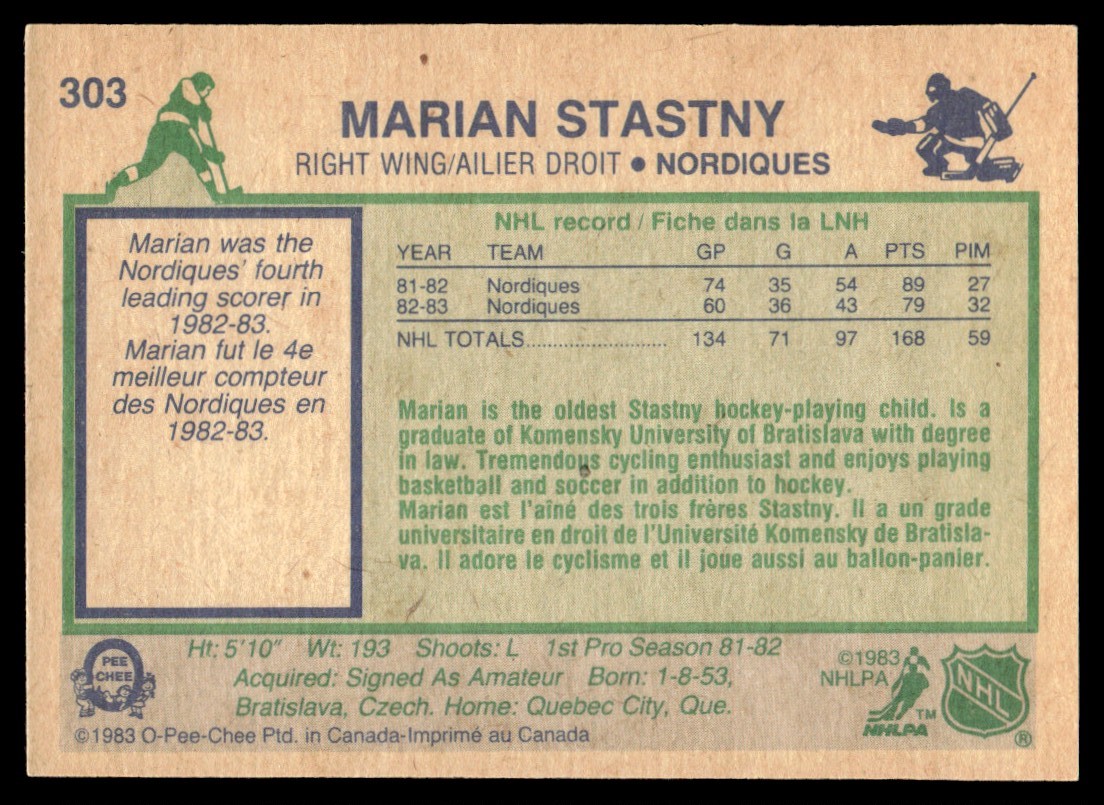 303
MARIAN STASTNY
RIGHT WING/AILIER DROIT • NORDIQUES
Marian was the
Nordiques' fourth
leading scorer in
1982-83.
Marian fut le 4e
meilleur compteur
des Nordiques en
1982-83.
NHL record / Fiche dans la LNH
YEAR TEAM GP G A PTS PIM
81-82 Nordiques 74 35 54 89 27
82-83 Nordiques 60 36 43 79 32
NHL TOTALS............................ 134 71 97 168 59
Marian is the oldest Stastny hockey-playing child. Is a
graduate of Komensky University of Bratislava with degree
in law. Tremendous cycling enthusiast and enjoys playing
basketball and soccer in addition to hockey.
Marian est l'aîné des trois frères Stastny. Il a un grade
universitaire en droit de l'Université Komensky de Bratisla-
va. Il adore le cyclisme et il joue aussi au ballon-panier.
Ht: 5'10" Wt: 193 Shoots: L 1st Pro Season 81-82
Acquired: Signed As Amateur Born: 1-8-53,
Bratislava, Czech. Home: Quebec City, Que.
©1983 O-Pee-Chee Ptd. in Canada-Imprimé au Canada
PEE
CHEE
©1983
NHLPA
TM
NHLPA
NHL
®